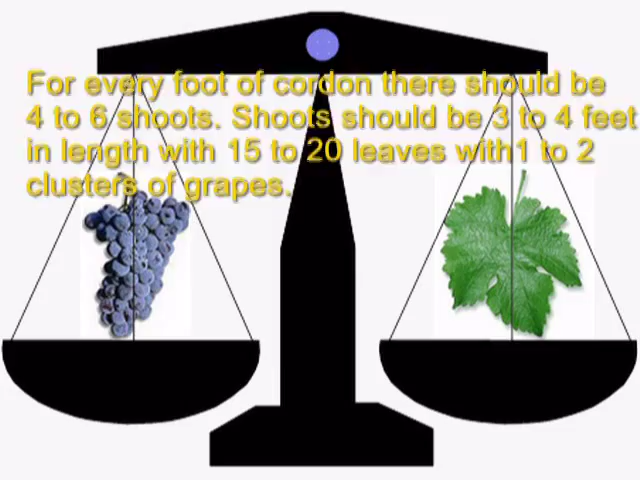 For every foot of cordon there should be
4 to 6 shoots. Shoots should be 3 to 4 feet
in length with 15 to 20 leaves with1 to 2
clusters of grapes.